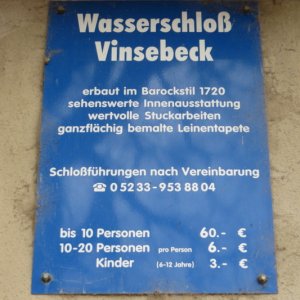 Wasserschloß
Vinsebeck
erbaut im Barockstil 1720
sehenswerte Innenausstattung
wertvolle Stuckarbeiten
ganzflächig bemalte Leinentapete
Schloßführungen nach Vereinbarung
☎ 0 52 33 - 953 88 04
bis 10 Personen 60.- €
10-20 Personen pro Person 6.- €
Kinder (6-12 Jahre) 3.- €